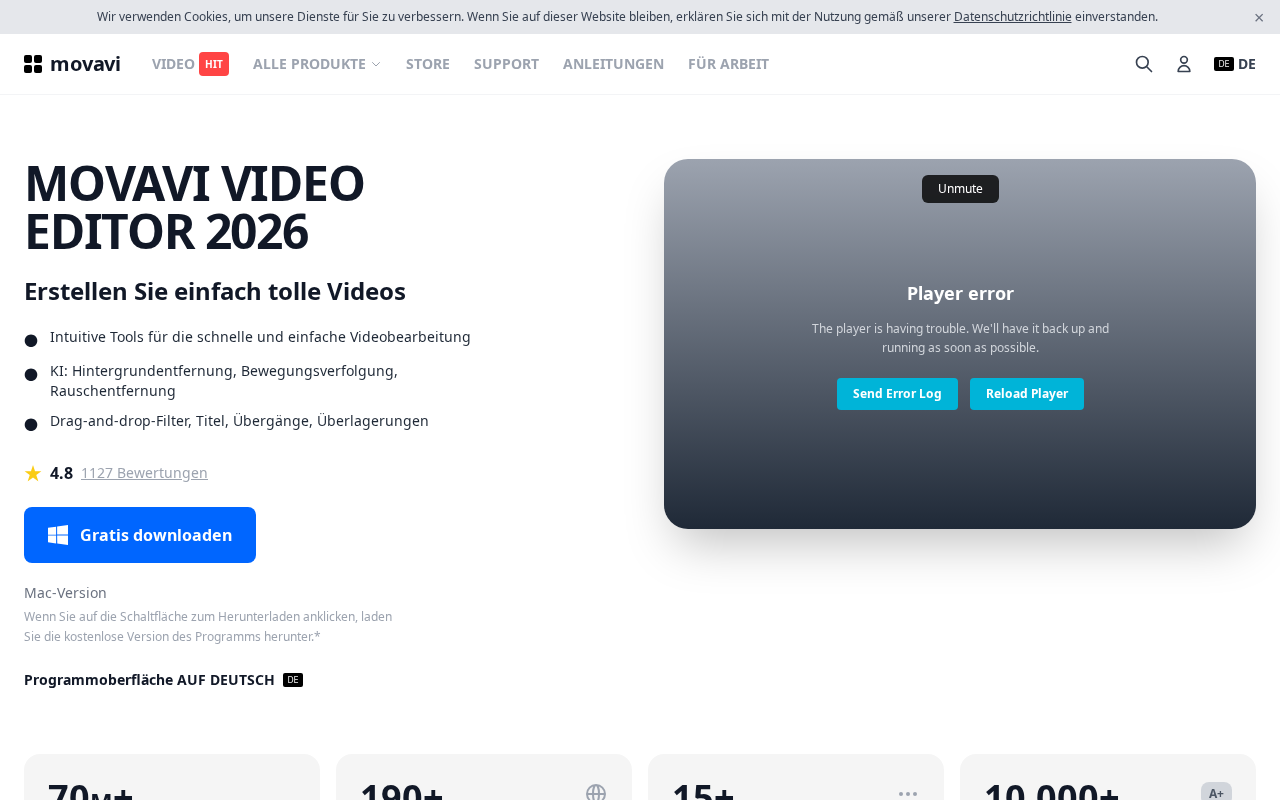 Wir verwenden Cookies, um unsere Dienste für Sie zu verbessern. Wenn Sie auf dieser Website bleiben, erklären Sie sich mit der Nutzung gemäß unserer Datenschutzrichtlinie einverstanden.
movavi VIDEO HIT ALLE PRODUKTE STORE SUPPORT ANLEITUNGEN FÜR ARBEIT DE DE
MOVAVI VIDEO
EDITOR 2026
Erstellen Sie einfach tolle Videos
Intuitive Tools für die schnelle und einfache Videobearbeitung
KI: Hintergrundentfernung, Bewegungsverfolgung,
Rauschentfernung
Drag-and-drop-Filter, Titel, Übergänge, Überlagerungen
4.8 1127 Bewertungen
Gratis downloaden
Mac-Version
Wenn Sie auf die Schaltfläche zum Herunterladen anklicken, laden
Sie die kostenlose Version des Programms herunter.*
Programmoberfläche AUF DEUTSCH DE
Unmute
Player error
The player is having trouble. We'll have it back up and
running as soon as possible.
Send Error Log Reload Player
70M+ 190+ 15+ 10 000+ A+